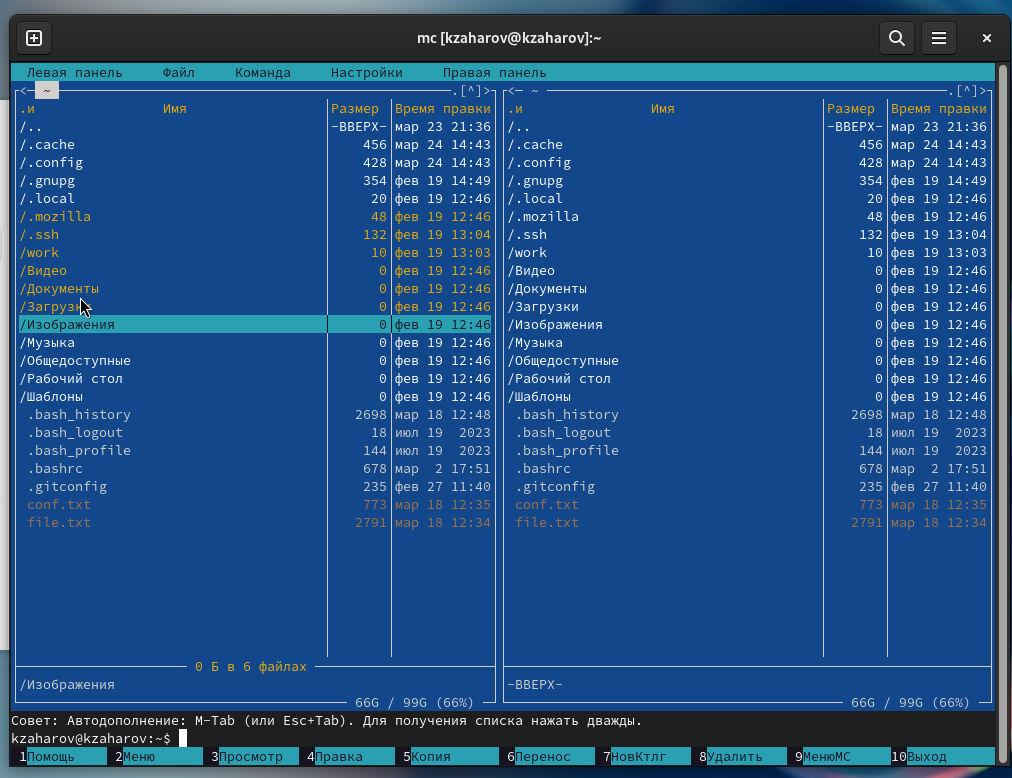 mc [kzaharov@kzaharov]:~
Левая панель Файл Команда Настройки Правая панель
<─ ~ .[^]>
.и Имя Размер Время правки
/.. -ВВЕРХ- мар 23 21:36
/.cache 456 мар 24 14:43
/.config 428 мар 24 14:43
/.gnupg 354 фев 19 14:49
/.local 20 фев 19 12:46
/.mozilla 48 фев 19 12:46
/.ssh 132 фев 19 13:04
/work 10 фев 19 13:03
/Видео 0 фев 19 12:46
/Документы 0 фев 19 12:46
/Загрузки 0 фев 19 12:46
/Изображения 0 фев 19 12:46
/Музыка 0 фев 19 12:46
/Общедоступные 0 фев 19 12:46
/Рабочий стол 0 фев 19 12:46
/Шаблоны 0 фев 19 12:46
.bash_history 2698 мар 18 12:48
.bash_logout 18 июл 19 2023
.bash_profile 144 июл 19 2023
.bashrc 678 мар 2 17:51
.gitconfig 235 фев 27 11:40
conf.txt 773 мар 18 12:35
file.txt 2791 мар 18 12:34
0 Б в 6 файлах
/Изображения
66G / 99G (66%)
<─ ~ .[^]>
.и Имя Размер Время правки
/.. -ВВЕРХ- мар 23 21:36
/.cache 456 мар 24 14:43
/.config 428 мар 24 14:43
/.gnupg 354 фев 19 14:49
/.local 20 фев 19 12:46
/.mozilla 48 фев 19 12:46
/.ssh 132 фев 19 13:04
/work 10 фев 19 13:03
/Видео 0 фев 19 12:46
/Документы 0 фев 19 12:46
/Загрузки 0 фев 19 12:46
/Изображения 0 фев 19 12:46
/Музыка 0 фев 19 12:46
/Общедоступные 0 фев 19 12:46
/Рабочий стол 0 фев 19 12:46
/Шаблоны 0 фев 19 12:46
.bash_history 2698 мар 18 12:48
.bash_logout 18 июл 19 2023
.bash_profile 144 июл 19 2023
.bashrc 678 мар 2 17:51
.gitconfig 235 фев 27 11:40
conf.txt 773 мар 18 12:35
file.txt 2791 мар 18 12:34
-ВВЕРХ-
66G / 99G (66%)
Совет: Автодополнение: M-Tab (или Esc+Tab). Для получения списка нажать дважды.
kzaharov@kzaharov:~$
1Помощь 2Меню 3Просмотр 4Правка 5Копия 6Перенос 7НовКтлг 8Удалить 9МенюMC 10Выход